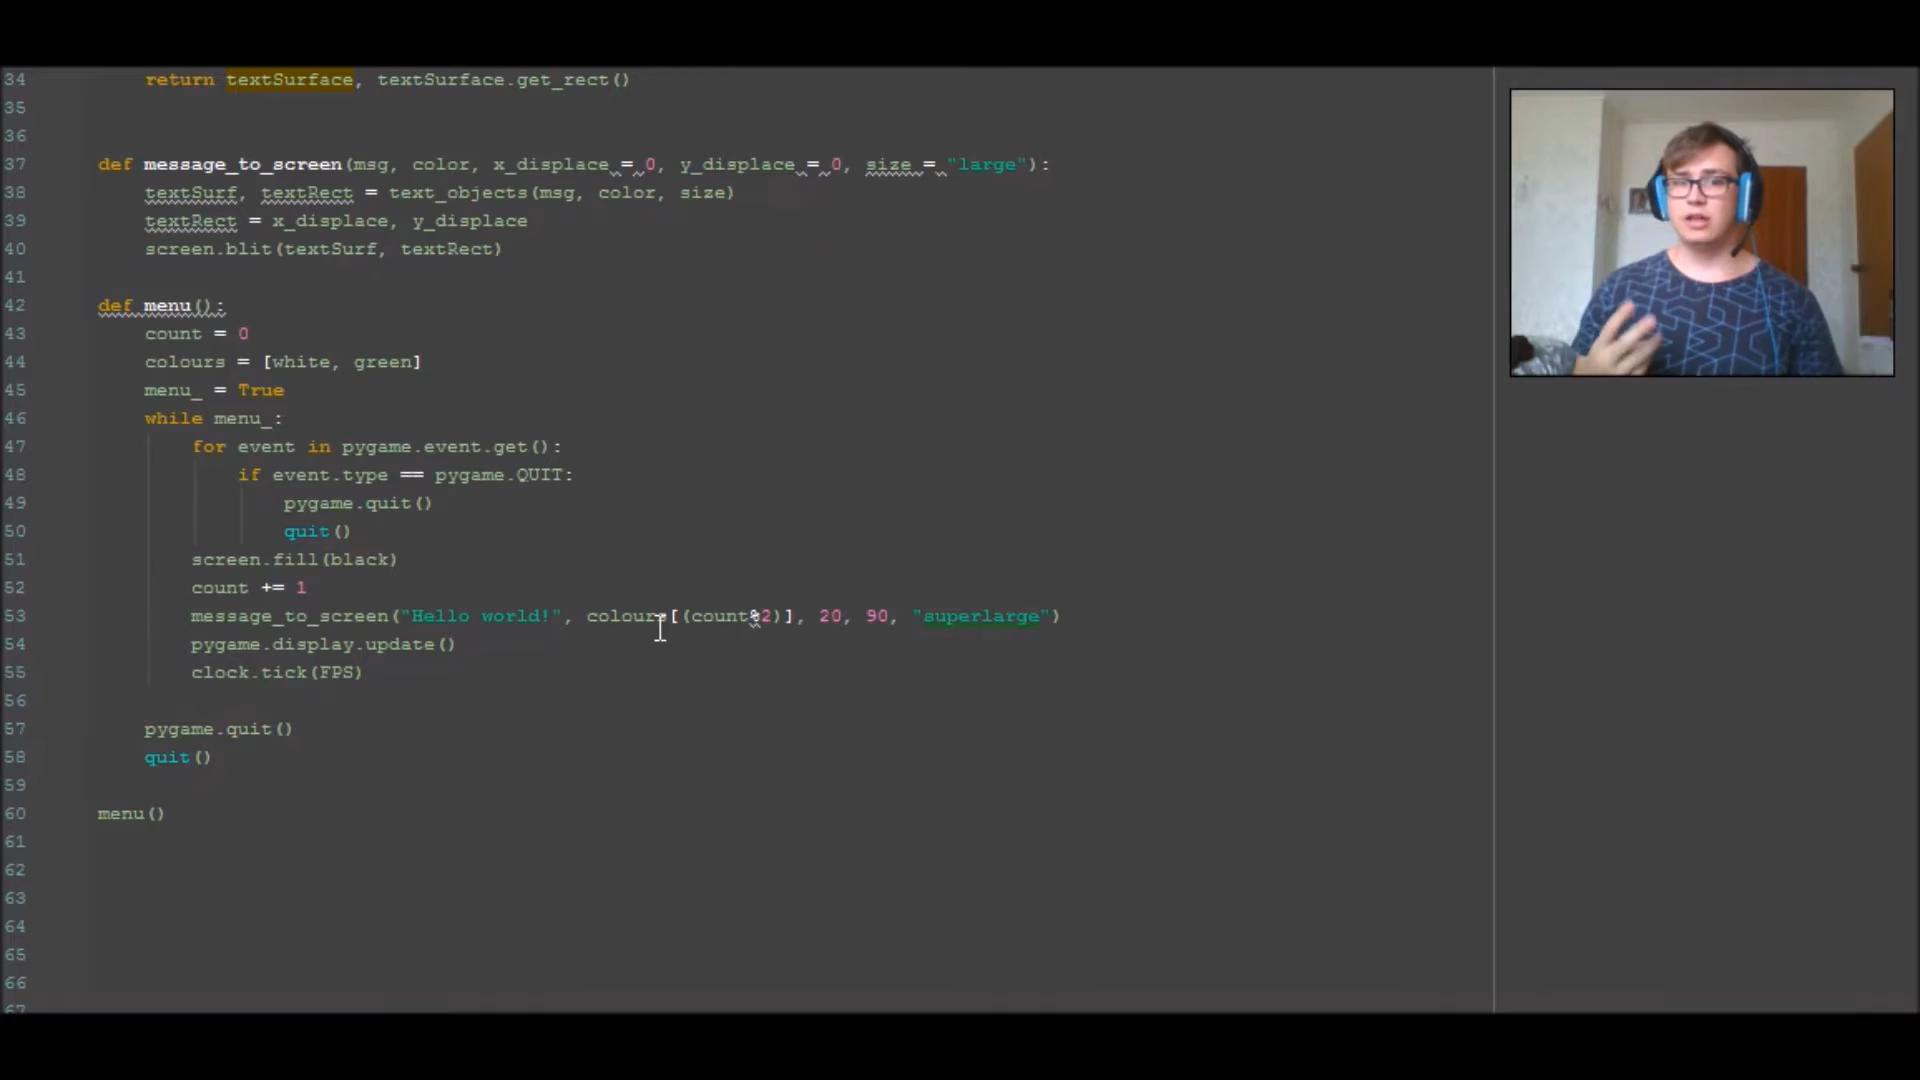 34 return textSurface, textSurface.get_rect()
35
36
37 def message_to_screen(msg, color, x_displace = 0, y_displace = 0, size = "large"):
38 textSurf, textRect = text_objects(msg, color, size)
39 textRect = x_displace, y_displace
40 screen.blit(textSurf, textRect)
41
42 def menu():
43 count = 0
44 colours = [white, green]
45 menu_ = True
46 while menu_:
47 for event in pygame.event.get():
48 if event.type == pygame.QUIT:
49 pygame.quit()
50 quit()
51 screen.fill(black)
52 count += 1
53 message_to_screen("Hello world!", colours[(count%2)], 20, 90, "superlarge")
54 pygame.display.update()
55 clock.tick(FPS)
56
57 pygame.quit()
58 quit()
59
60 menu()
61
62
63
64
65
66
67